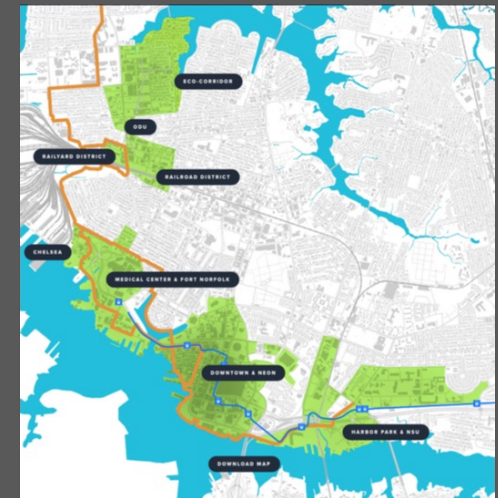 ECO-CORRIDOR
ODU
RAILYARD DISTRICT
RAILROAD DISTRICT
CHELSEA
MEDICAL CENTER & FORT NORFOLK
DOWNTOWN & NEON
HARBOR PARK & NSU
DOWNLOAD MAP